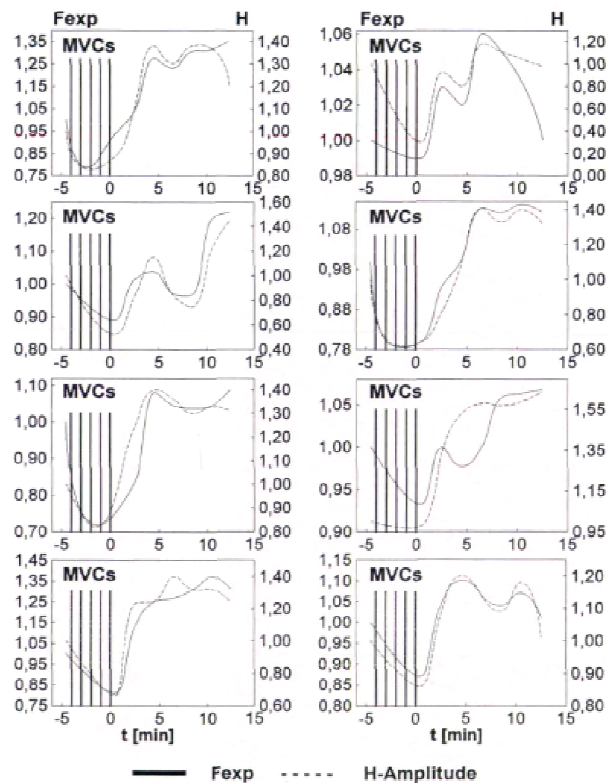 Fexp H Fexp H
MVCs MVCs
1,35 1,40 1,06 1,20
1,25 1,30 1,04 1,00
1,15 1,20 1,02 0,80
1,05 1,10 1,00 0,60
0,95 1,00 0,98 0,40
0,85 0,90 0,20
0,75 0,80 0,00
-5 0 5 10 15 -5 0 5 10 15
MVCs MVCs
1,20 1,60 1,08 1,40
1,10 1,40 0,98 1,20
1,00 1,20 0,88 1,00
0,90 1,00 0,78 0,80
0,80 0,80 0,60
0,60
0,40
-5 0 5 10 15 -5 0 5 10 15
MVCs MVCs
1,10 1,40 1,05 1,55
1,00 1,30 1,00 1,35
0,90 1,20 0,95 1,15
0,80 1,10 0,90 0,95
0,70 1,00
0,90
0,80
-5 0 5 10 15 -5 0 5 10 15
MVCs MVCs
1,45 1,40 1,15 1,20
1,35 1,20 1,10 1,10
1,25 1,00 1,05 1,00
1,15 0,80 1,00 0,90
1,05 0,60 0,95 0,80
0,95 0,90
0,85 0,85
0,75 0,80
-5 0 5 10 15 -5 0 5 10 15
t [min] t [min]
Fexp H-Amplitude